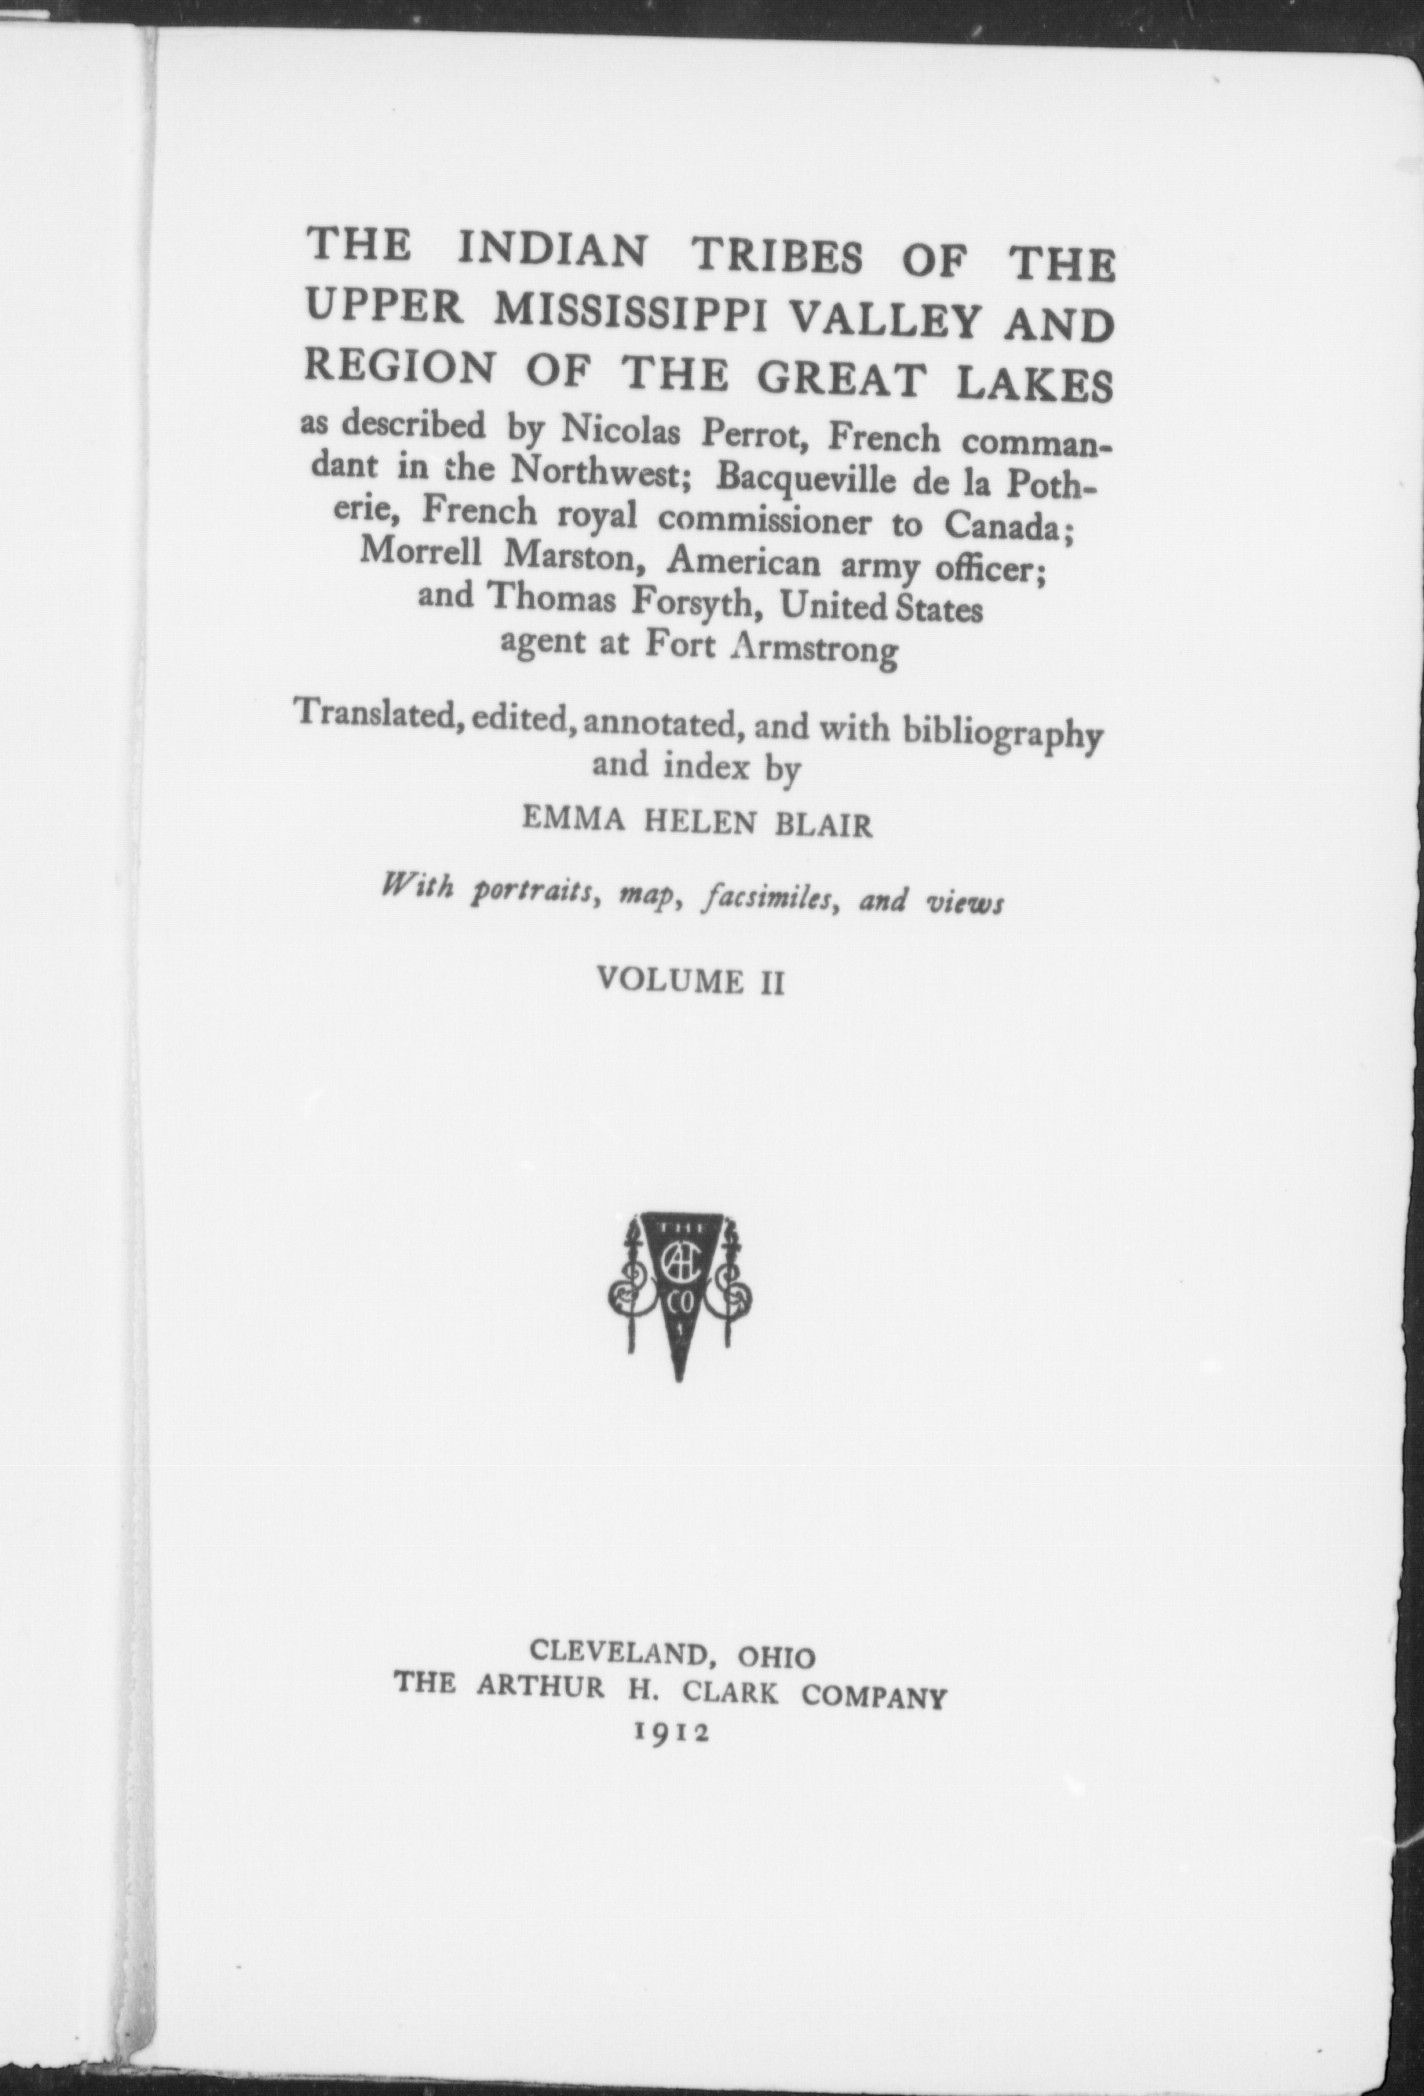 THE INDIAN TRIBES OF THE
UPPER MISSISSIPPI VALLEY AND
REGION OF THE GREAT LAKES
as described by Nicolas Perrot, French comman-
dant in the Northwest; Bacqueville de la Poth-
erie, French royal commissioner to Canada;
Morrell Marston, American army officer;
and Thomas Forsyth, United States
agent at Fort Armstrong
Translated, edited, annotated, and with bibliography
and index by
EMMA HELEN BLAIR
With portraits, map, facsimiles, and views
VOLUME II
THE
AHC
CO
CLEVELAND, OHIO
THE ARTHUR H. CLARK COMPANY
1912